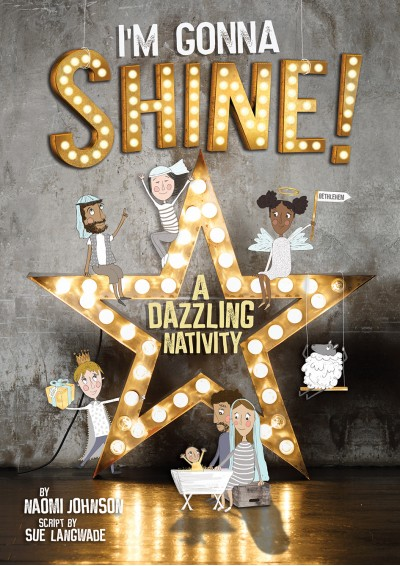 I'M GONNA
SHINE!
BETHLEHEM
A
DAZZLING
NATIVITY
BY
NAOMI JOHNSON
SCRIPT BY
SUE LANGWADE